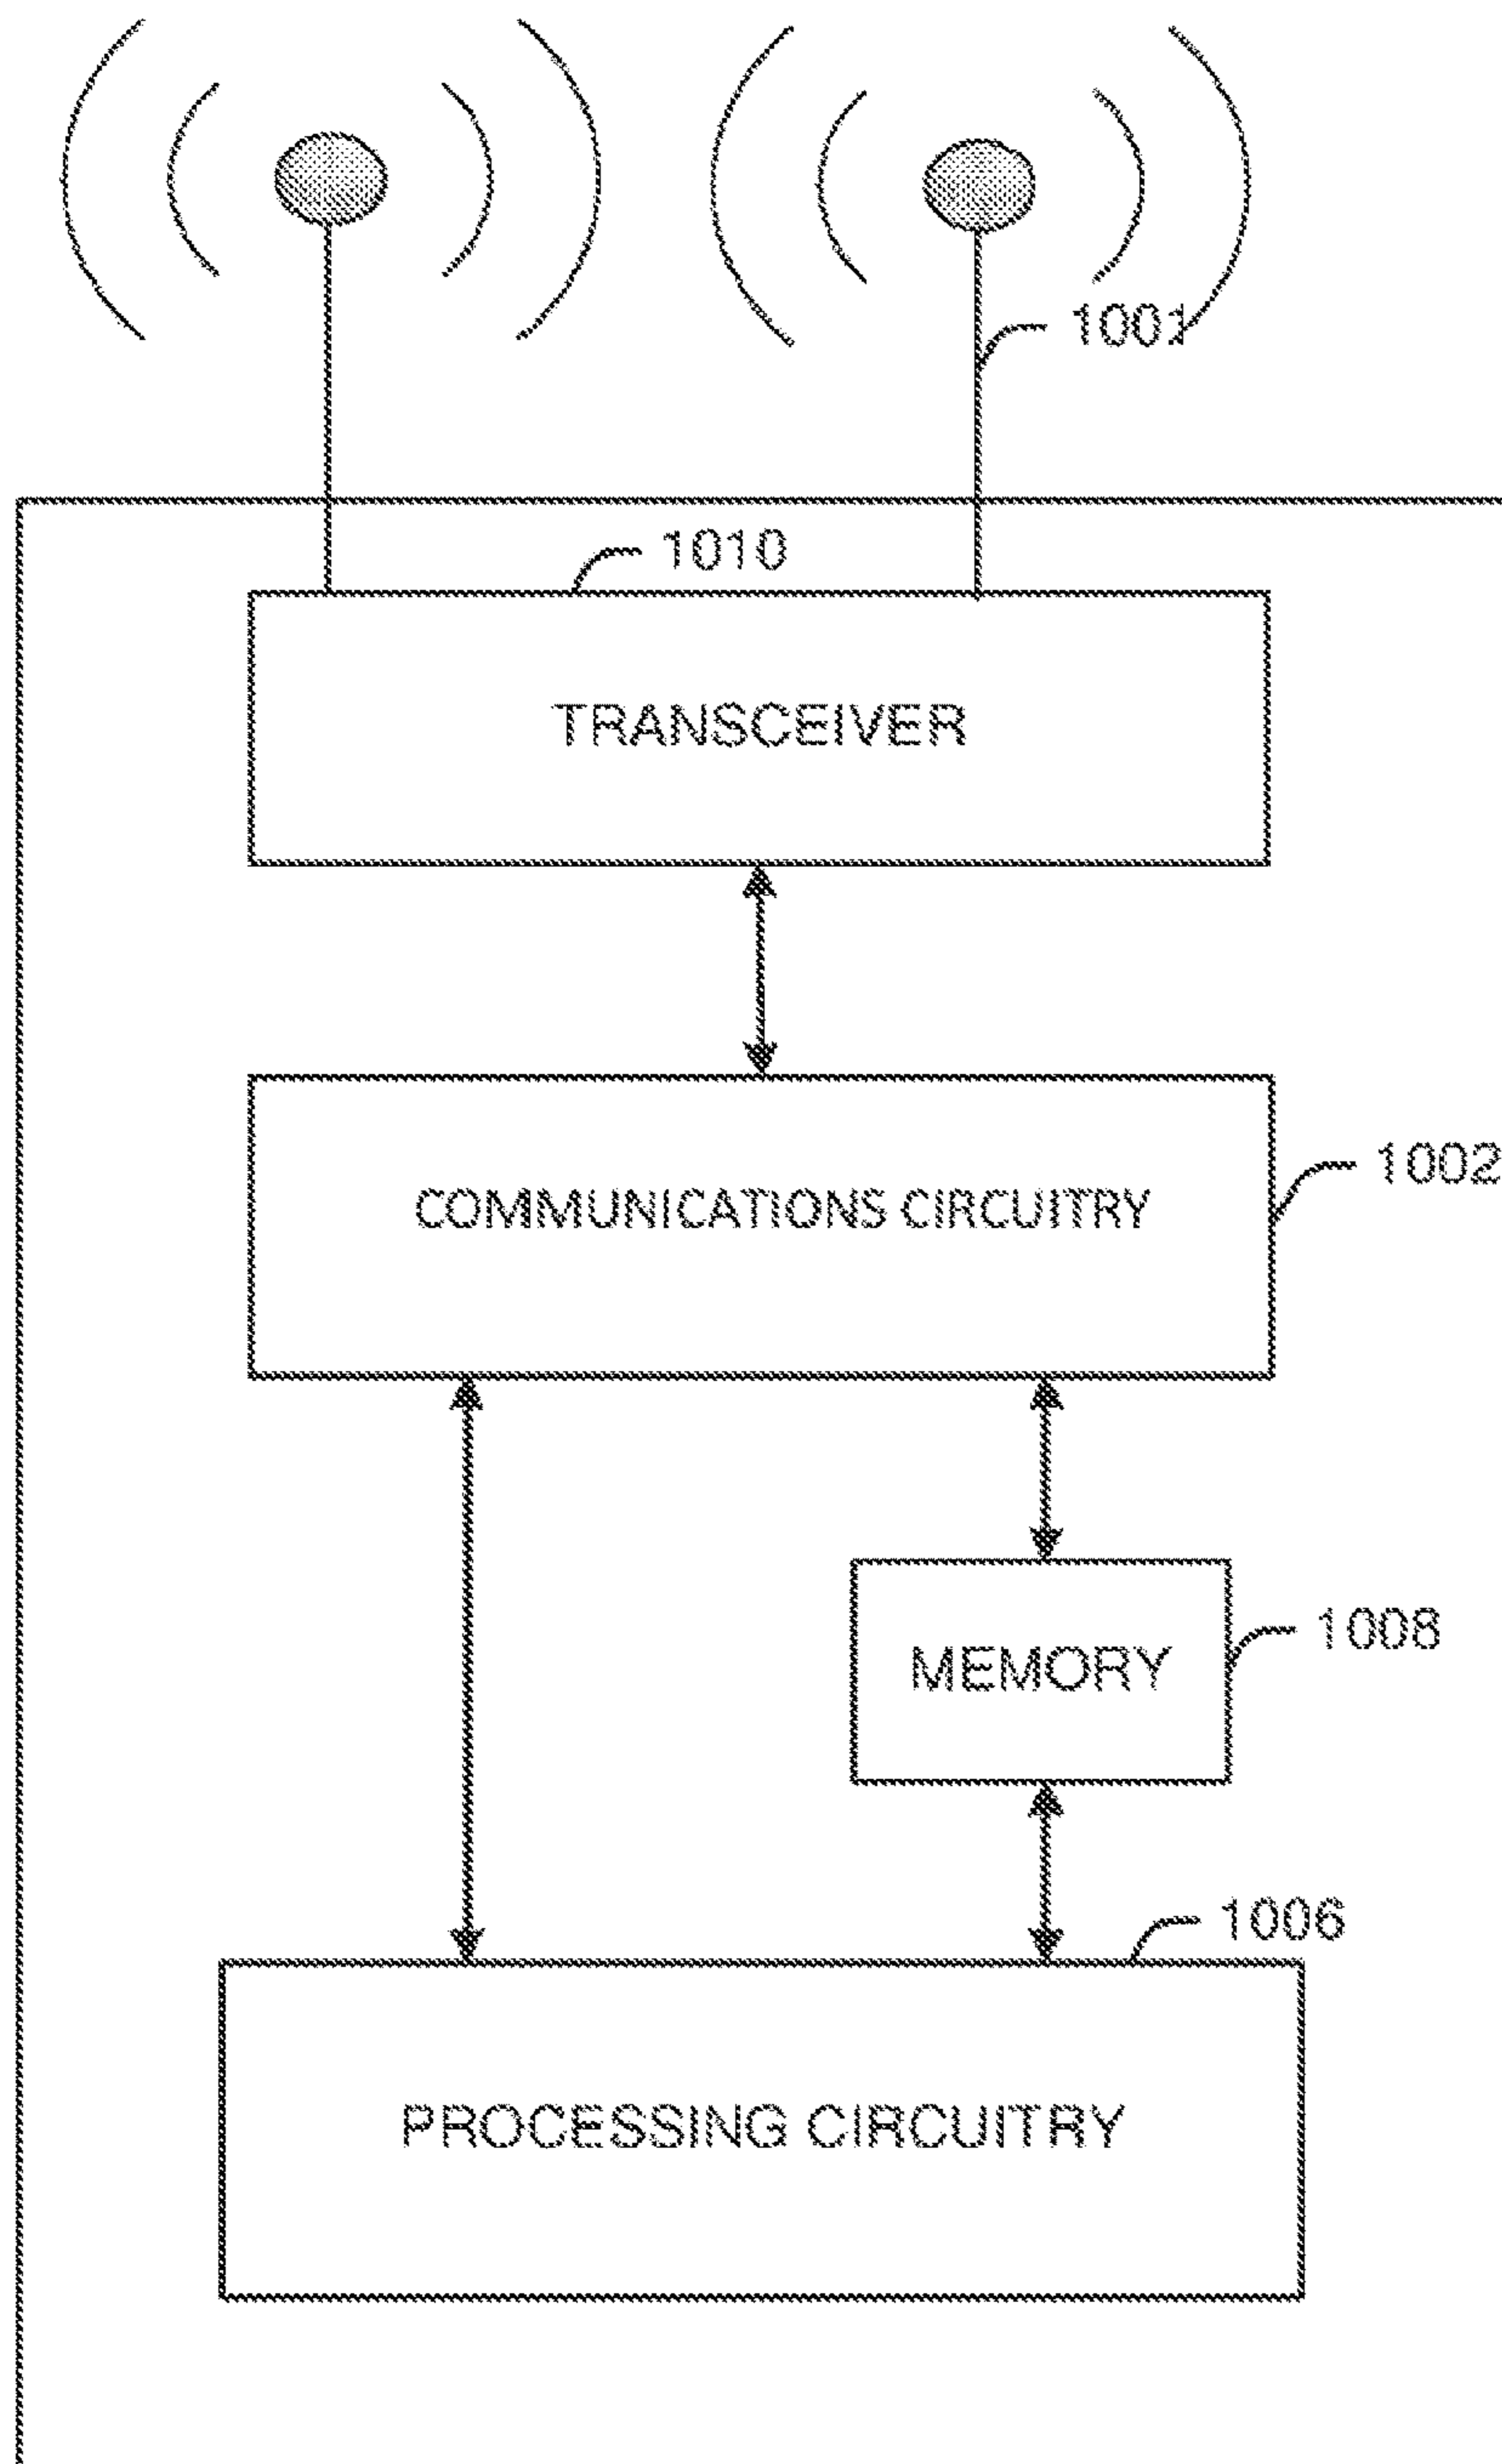 1001
1010
TRANSCEIVER
1002
COMMUNICATIONS CIRCUITRY
1008
MEMORY
1006
PROCESSING CIRCUITRY